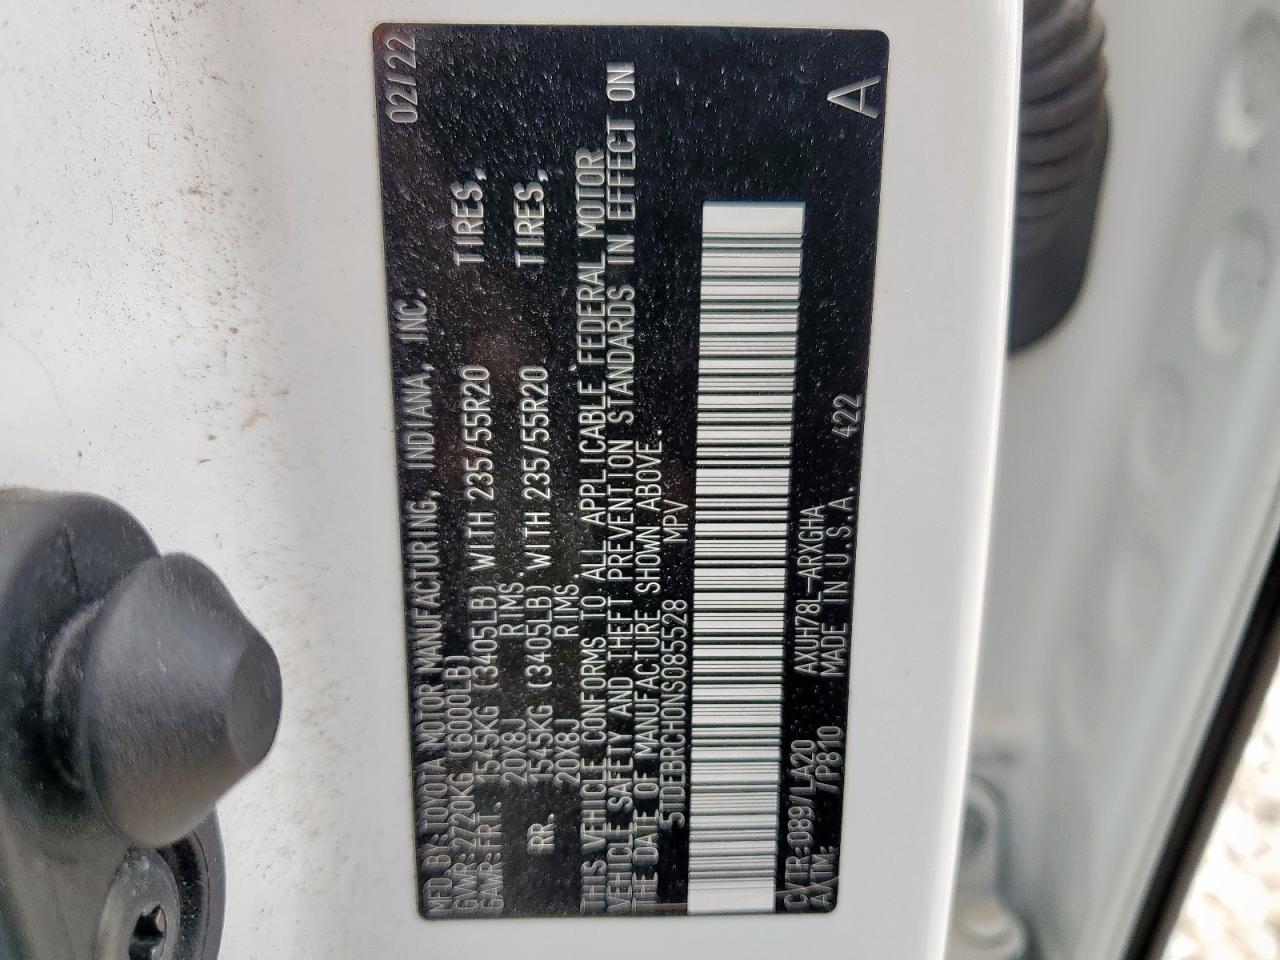 MFD BY: TOYOTA MOTOR MANUFACTURING, INDIANA, INC. 02/22
GVWR: 2720KG (6000LB)
GAWR: FRT. 1545KG (3405LB) WITH 235/55R20 TIRES,
20X8J RIMS.
RR. 1545KG (3405LB) WITH 235/55R20 TIRES,
20X8J RIMS.
THIS VEHICLE CONFORMS TO ALL APPLICABLE FEDERAL MOTOR
VEHICLE SAFETY AND THEFT PREVENTION STANDARDS IN EFFECT ON
THE DATE OF MANUFACTURE SHOWN ABOVE.
5TDEBRCH0NS085528 MPV
C/TR: 089/LA20 AXUH78L-ARXGHA
A/TM: /P810 MADE IN U.S.A. 422 A